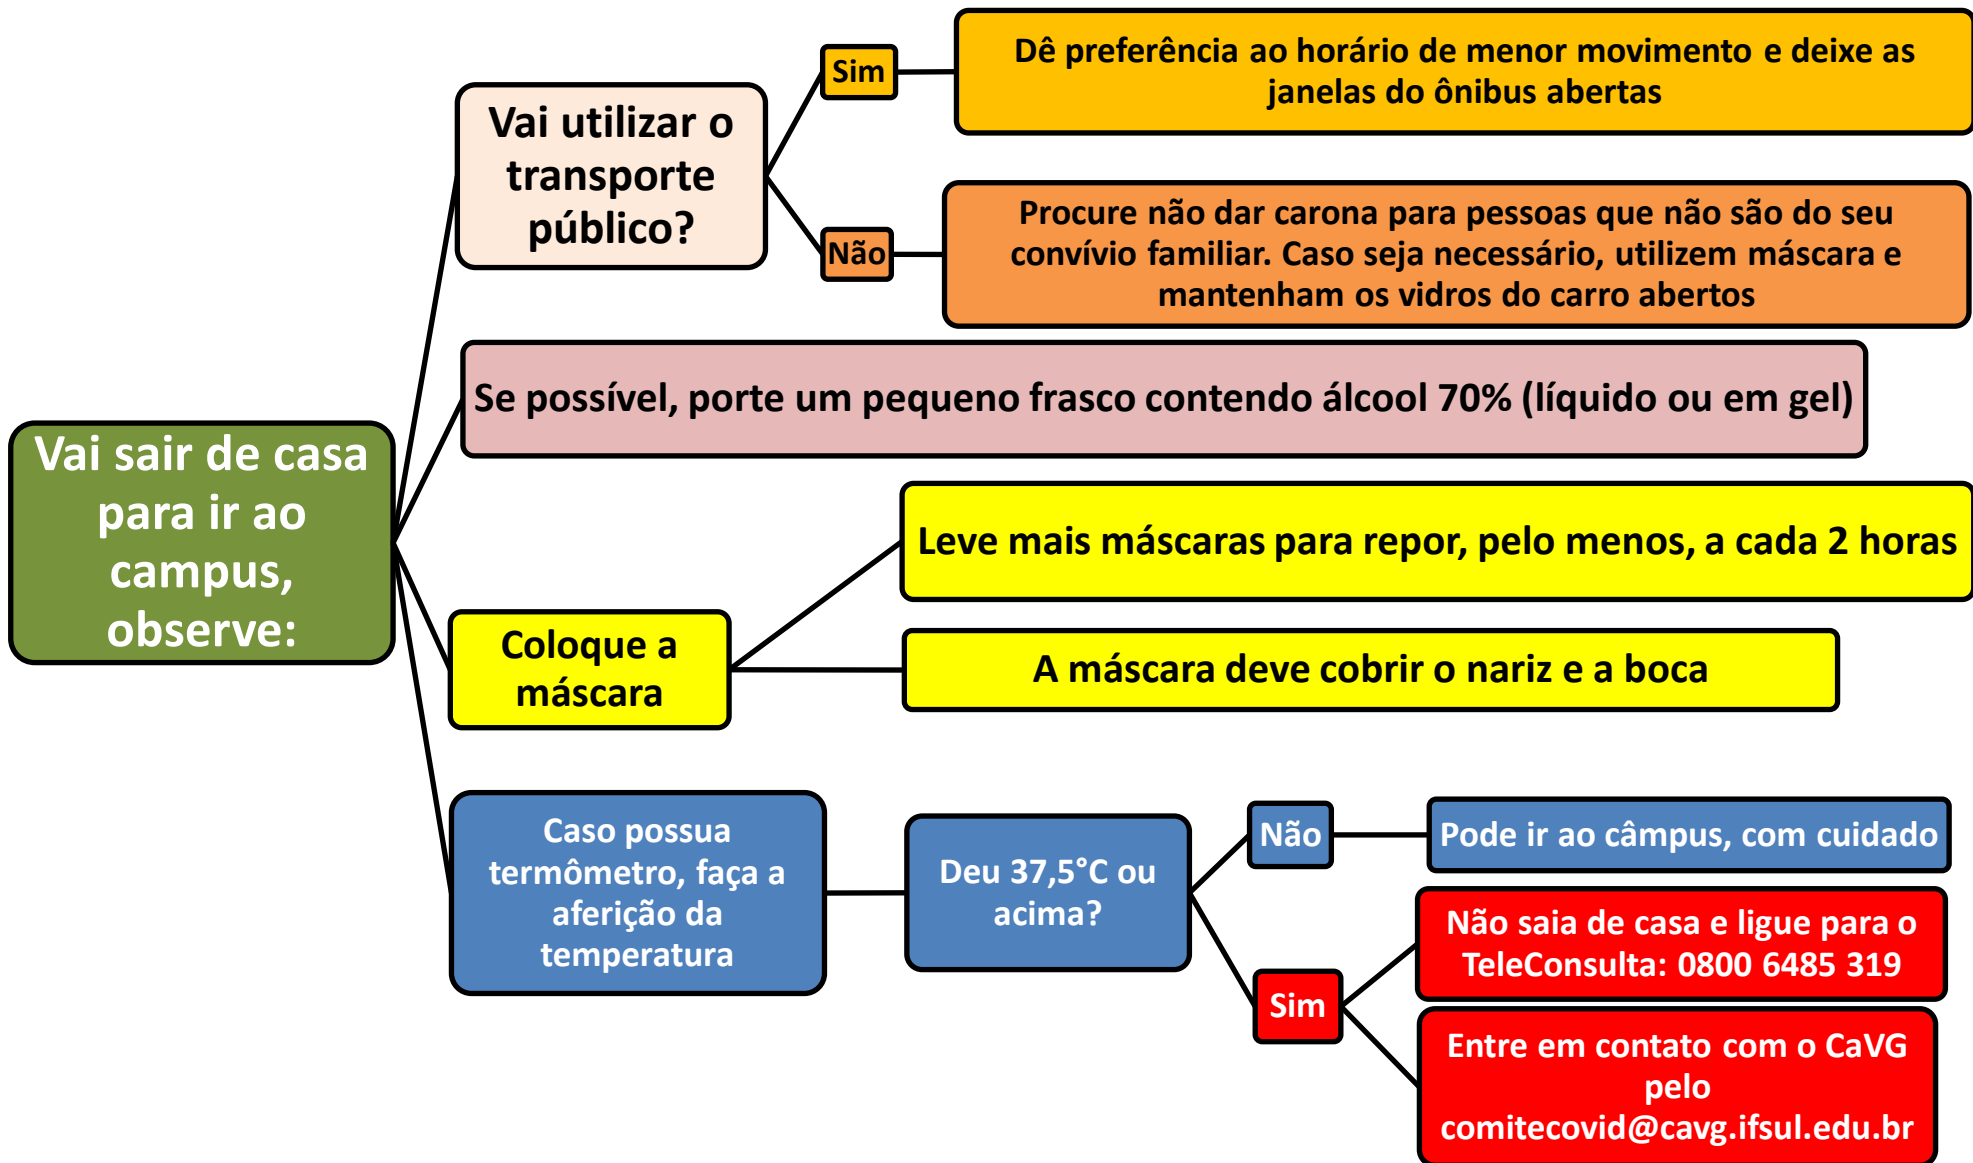 Vai sair de casa
para ir ao
campus,
observe:
Vai utilizar o
transporte
público?
Sim
Dê preferência ao horário de menor movimento e deixe as
janelas do ônibus abertas
Não
Procure não dar carona para pessoas que não são do seu
convívio familiar. Caso seja necessário, utilizem máscara e
mantenham os vidros do carro abertos
Se possível, porte um pequeno frasco contendo álcool 70% (líquido ou em gel)
Coloque a
máscara
Leve mais máscaras para repor, pelo menos, a cada 2 horas
A máscara deve cobrir o nariz e a boca
Caso possua
termômetro, faça a
aferição da
temperatura
Deu 37,5°C ou
acima?
Não
Pode ir ao câmpus, com cuidado
Sim
Não saia de casa e ligue para o
TeleConsulta: 0800 6485 319
Entre em contato com o CaVG
pelo
comitecovid@cavg.ifsul.edu.br